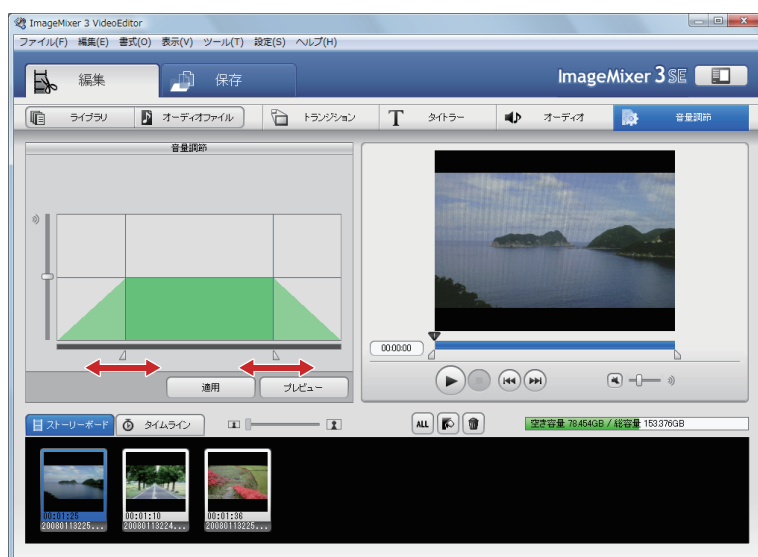 ImageMixer 3 VideoEditor
ファイル(F) 編集(E) 書式(O) 表示(V) ツール(T) 設定(S) ヘルプ(H)
編集 保存 ImageMixer 3 SE
ライブラリ オーディオファイル トランジション T タイトラー オーディオ 音量調節
音量調節
00:00:00
適用 プレビュー
ストーリーボード タイムライン ALL 空き容量 78.454GB / 総容量 153.376GB
00:01:25 00:01:10 00:01:36
20080113225... 20080113224... 20080113225...